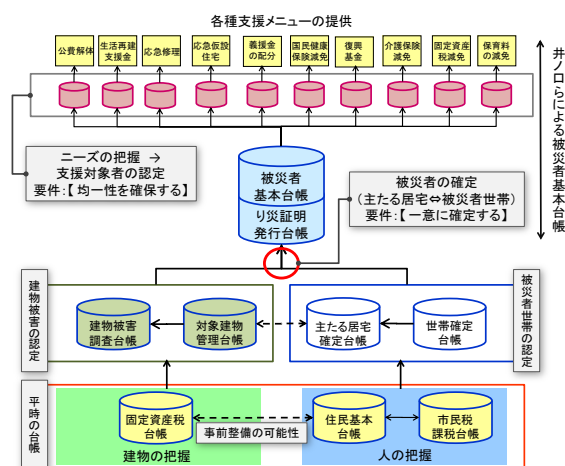 各種支援メニューの提供
公費解体
生活再建
支援金
応急修理
応急仮設
住宅
義援金
の配分
国民健康
保険減免
復興
基金
介護保険
減免
固定資産
税減免
保育料
の減免
井ノ口らによる被災者基本台帳
ニーズの把握 →
支援対象者の認定
要件:【 均一性を確保する】
被災者
基本台帳
り災証明
発行台帳
被災者の確定
(主たる居宅⇔被災者世帯)
要件:【 一意に確定する】
建物被害の認定
建物被害
調査台帳
対象建物
管理台帳
主たる居宅
確定台帳
世帯確定
台帳
被災者世帯の認定
平時の台帳
固定資産税
台帳
事前整備の可能性
住民基本
台帳
市民税
課税台帳
建物の把握
人の把握